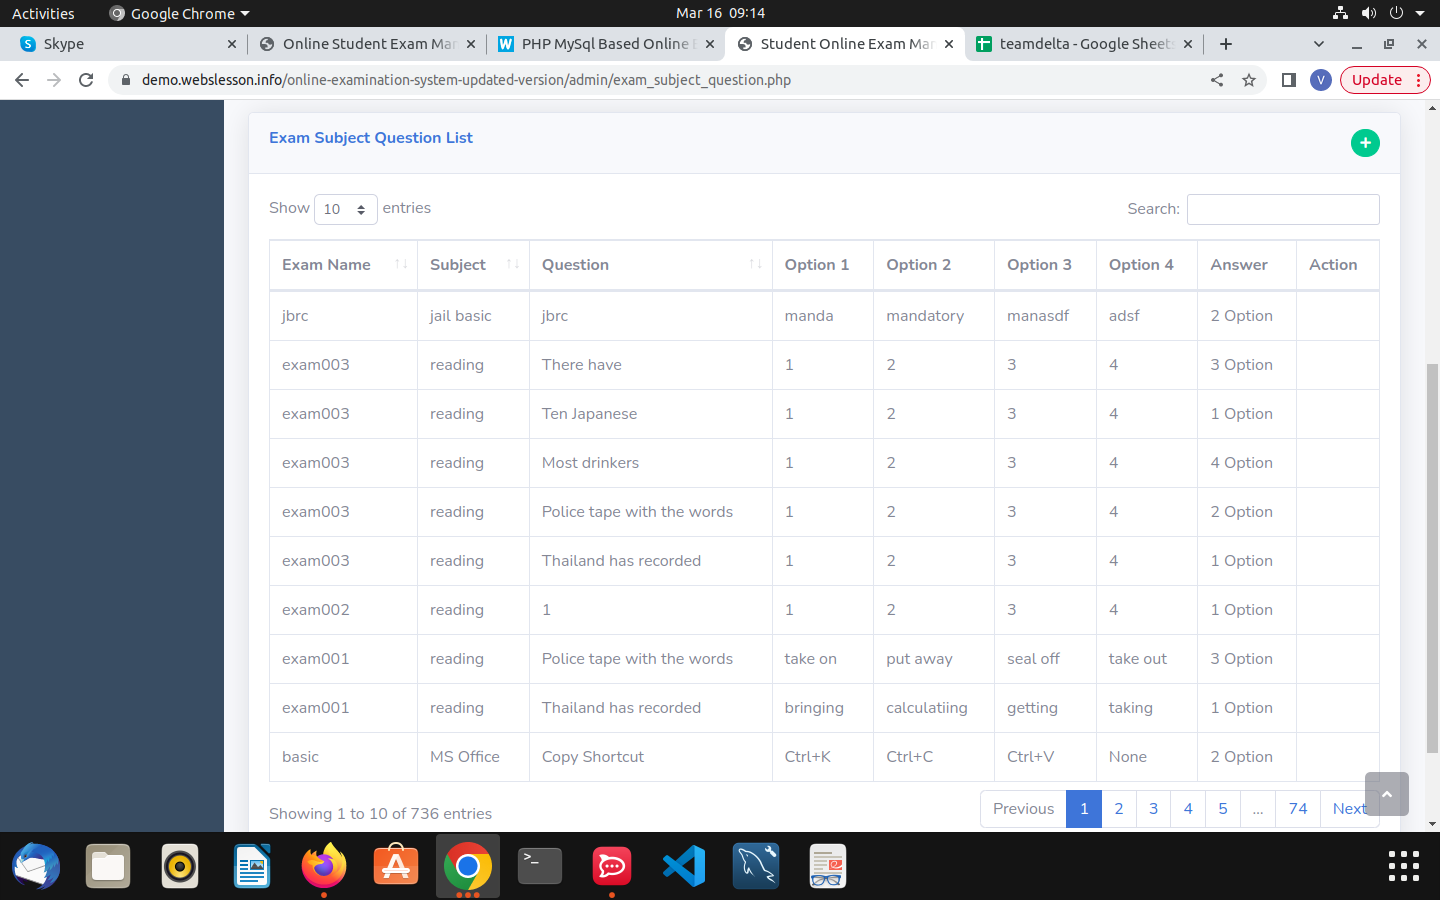 Activities Google Chrome Mar 16 09:14
Skype Online Student Exam Mar PHP MySql Based Online Student Online Exam Mar teamdelta - Google Sheets
demo.webslesson.info/online-examination-system-updated-version/admin/exam_subject_question.php V Update
Exam Subject Question List
Show 10 entries Search:
Exam Name Subject Question Option 1 Option 2 Option 3 Option 4 Answer Action
jbrc jail basic jbrc manda mandatory manasdf adsf 2 Option
exam003 reading There have 1 2 3 4 3 Option
exam003 reading Ten Japanese 1 2 3 4 1 Option
exam003 reading Most drinkers 1 2 3 4 4 Option
exam003 reading Police tape with the words 1 2 3 4 2 Option
exam003 reading Thailand has recorded 1 2 3 4 1 Option
exam002 reading 1 1 2 3 4 1 Option
exam001 reading Police tape with the words take on put away seal off take out 3 Option
exam001 reading Thailand has recorded bringing calculatiing getting taking 1 Option
basic MS Office Copy Shortcut Ctrl+K Ctrl+C Ctrl+V None 2 Option
Showing 1 to 10 of 736 entries Previous 1 2 3 4 5 ... 74 Next